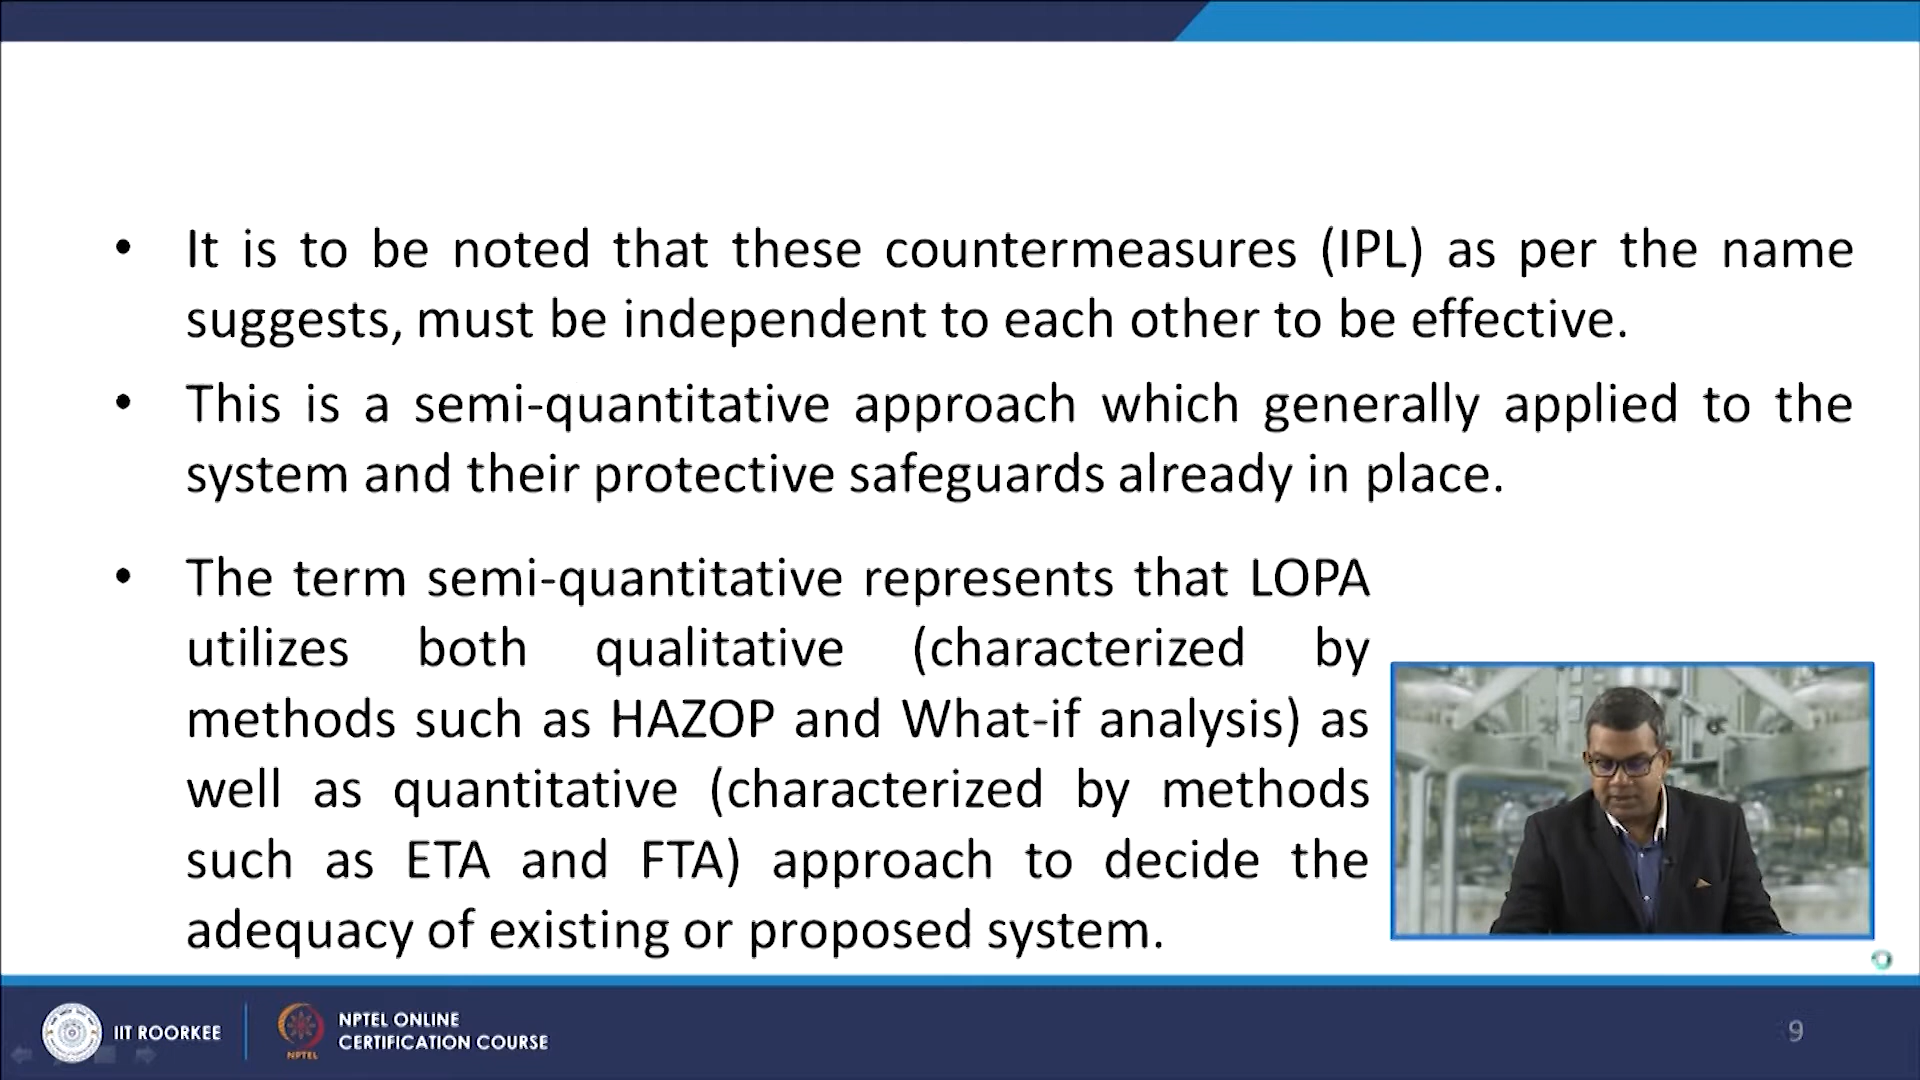 • It is to be noted that these countermeasures (IPL) as per the name
suggests, must be independent to each other to be effective.
• This is a semi-quantitative approach which generally applied to the
system and their protective safeguards already in place.
• The term semi-quantitative represents that LOPA
utilizes both qualitative (characterized by
methods such as HAZOP and What-if analysis) as
well as quantitative (characterized by methods
such as ETA and FTA) approach to decide the
adequacy of existing or proposed system.
IIT ROORKEE
NPTEL
NPTEL ONLINE
CERTIFICATION COURSE
9